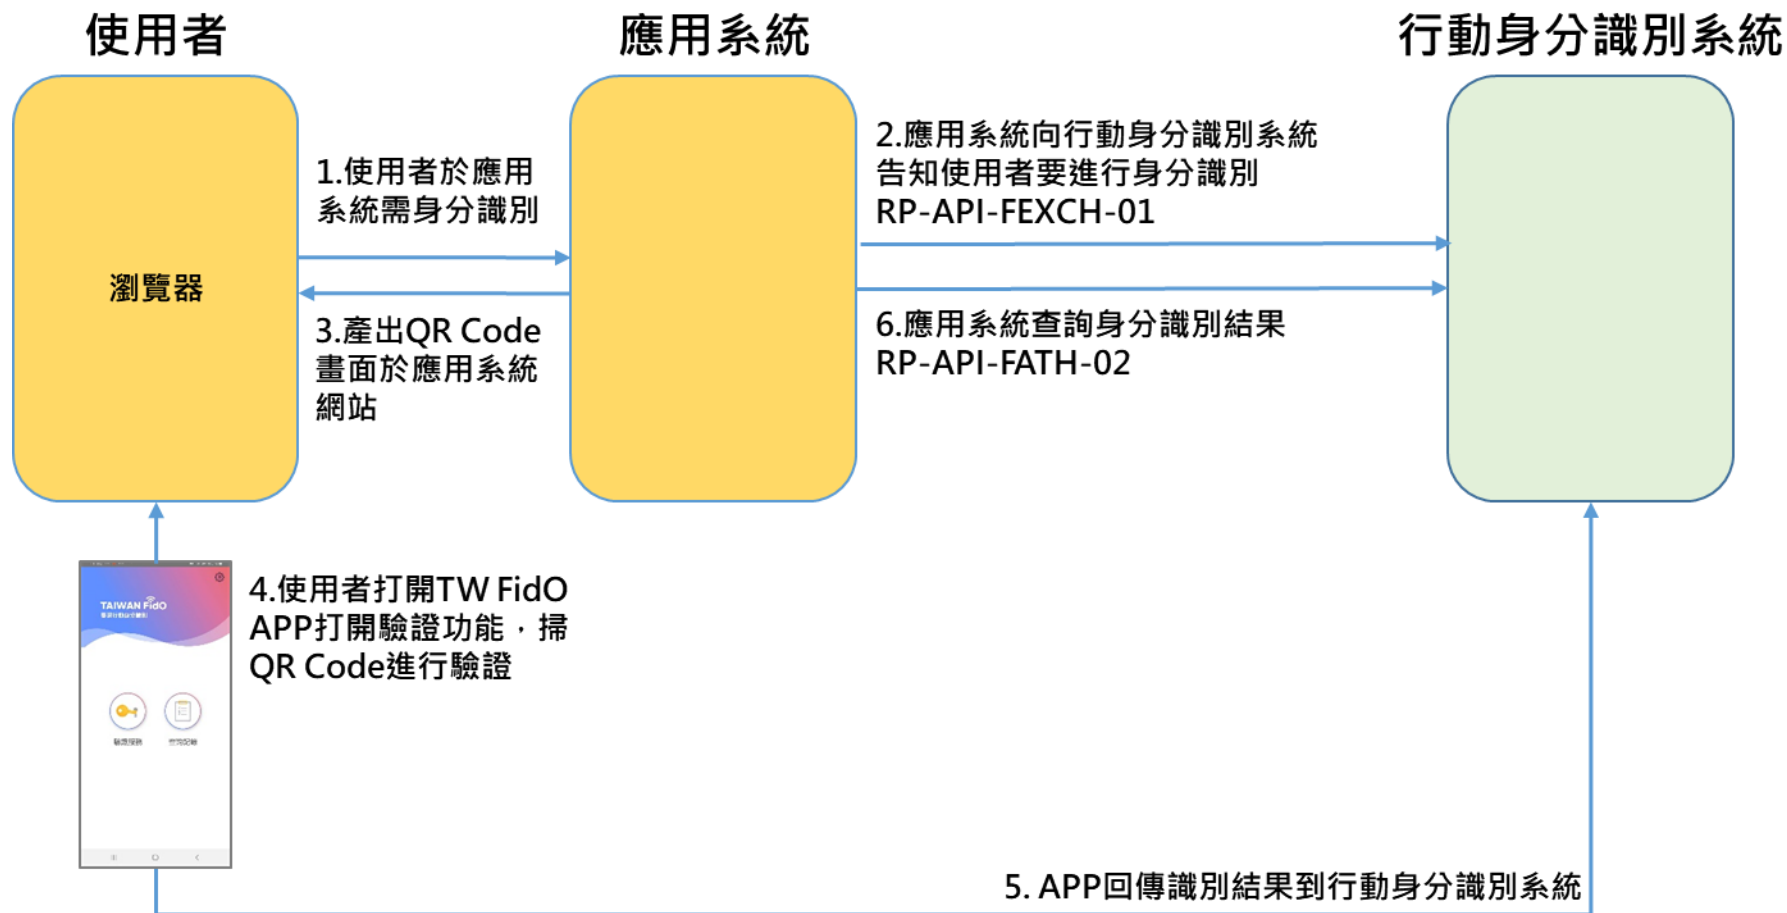 使用者
應用系統
行動身分識別系統
1.使用者於應用
系統需身分識別
2.應用系統向行動身分識別系統
告知使用者要進行身分識別
RP-API-FEXCH-01
瀏覽器
3.產出QR Code
畫面於應用系統
網站
6.應用系統查詢身分識別結果
RP-API-FATH-02
TAIWAN FidO
4.使用者打開TW FidO
APP打開驗證功能，掃
QR Code進行驗證
5. APP回傳識別結果到行動身分識別系統